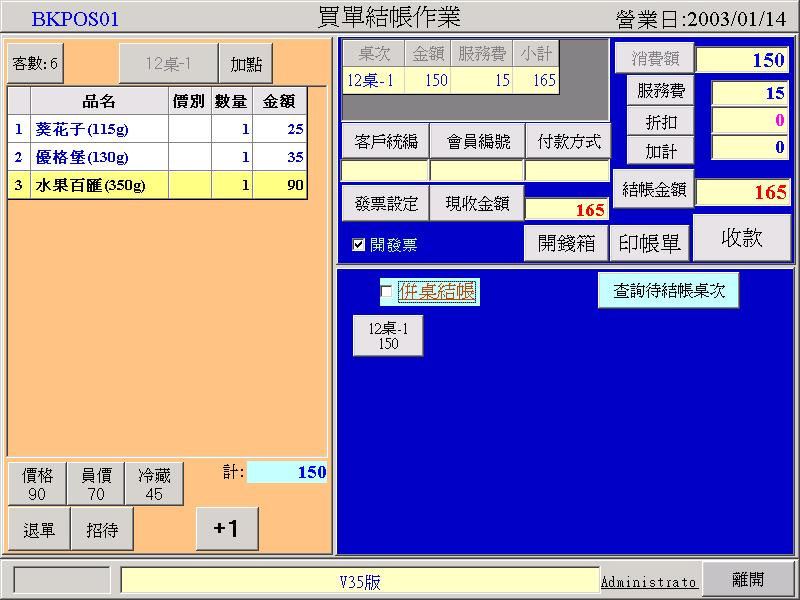 BKPOS01 買單結帳作業 營業日:2003/01/14
客數:6 12桌-1 加點
品名 價別 數量 金額
1 葵花子(115g) 1 25
2 優格堡(130g) 1 35
3 水果百匯(350g) 1 90
計: 150
價格 90
員價 70
冷藏 45
退單 招待 +1
桌次 金額 服務費 小計
12桌-1 150 15 165
客戶統編 會員編號 付款方式
發票設定 現收金額 165
開發票 開錢箱 印帳單 收款
消費額 150
服務費 15
折扣 0
加計 0
結帳金額 165
併桌結帳 查詢待結帳桌次
12桌-1
150
V35版 Administrato 離開